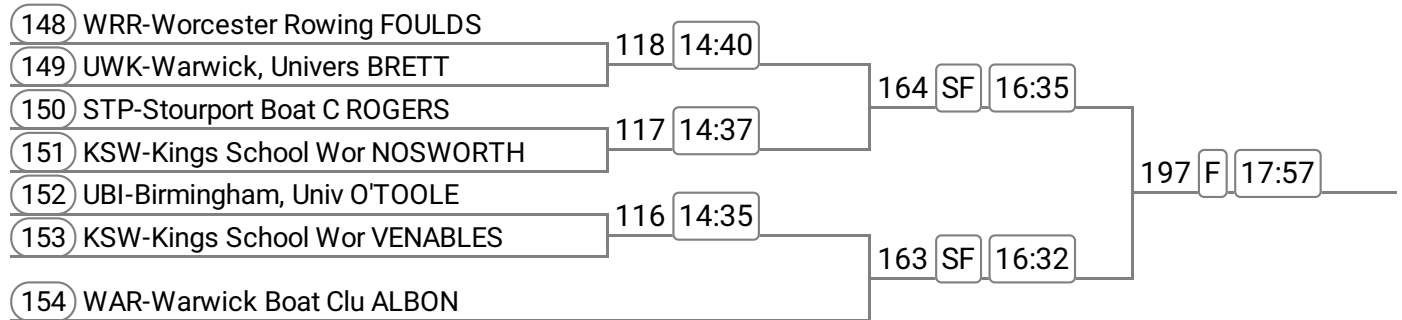 148 WRR-Worcester Rowing FOULDS
118 14:40
149 UWK-Warwick, Univers BRETT
164 SF 16:35
150 STP-Stourport Boat C ROGERS
117 14:37
151 KSW-Kings School Wor NOSWORTH
197 F 17:57
152 UBI-Birmingham, Univ O'TOOLE
116 14:35
153 KSW-Kings School Wor VENABLES
163 SF 16:32
154 WAR-Warwick Boat Clu ALBON